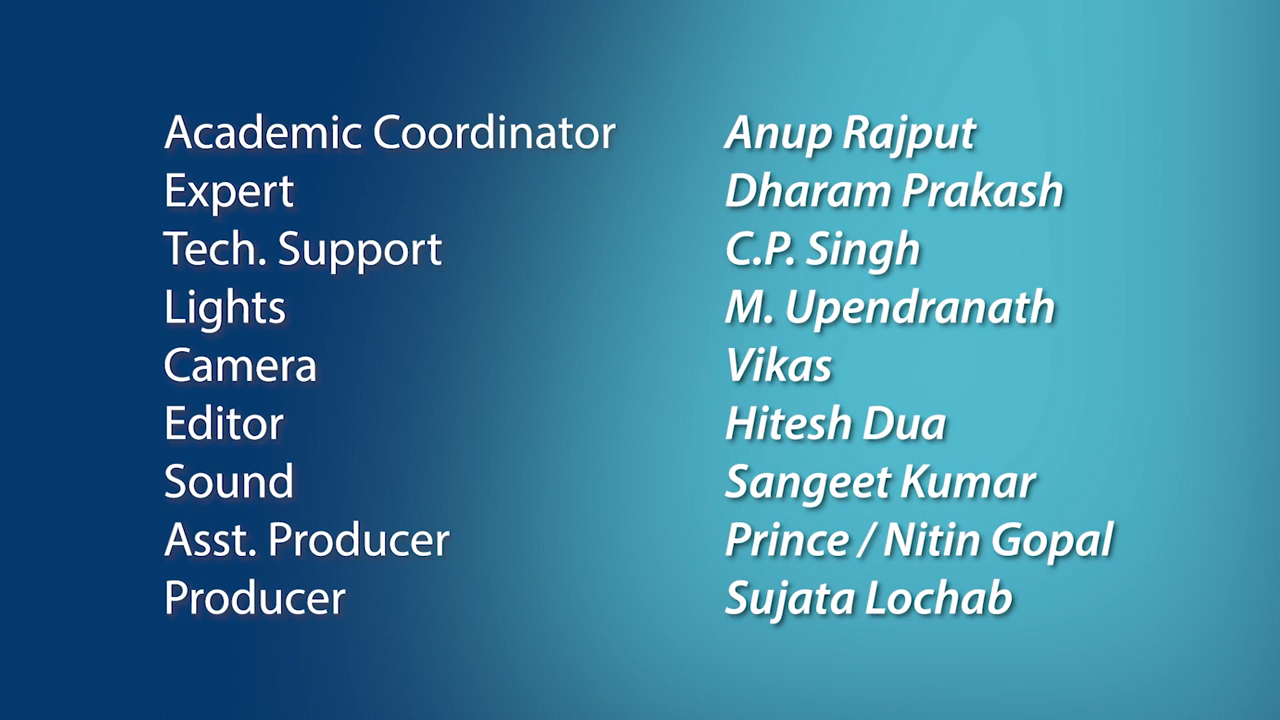 Academic Coordinator Anup Rajput
Expert Dharam Prakash
Tech. Support C.P. Singh
Lights M. Upendranath
Camera Vikas
Editor Hitesh Dua
Sound Sangeet Kumar
Asst. Producer Prince / Nitin Gopal
Producer Sujata Lochab